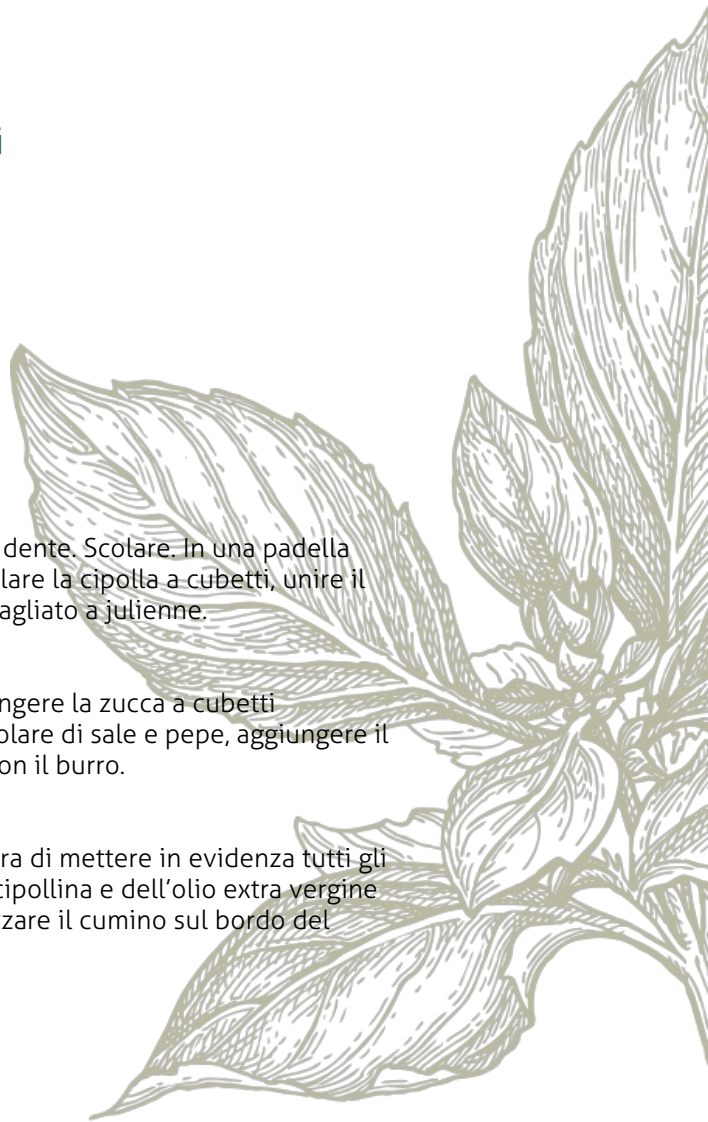 i
dente. Scolare. In una padella
lare la cipolla a cubetti, unire il
agliato a julienne.
ngere la zucca a cubetti
olare di sale e pepe, aggiungere il
on il burro.
ra di mettere in evidenza tutti gli
cipollina e dell'olio extra vergine
zzare il cumino sul bordo del